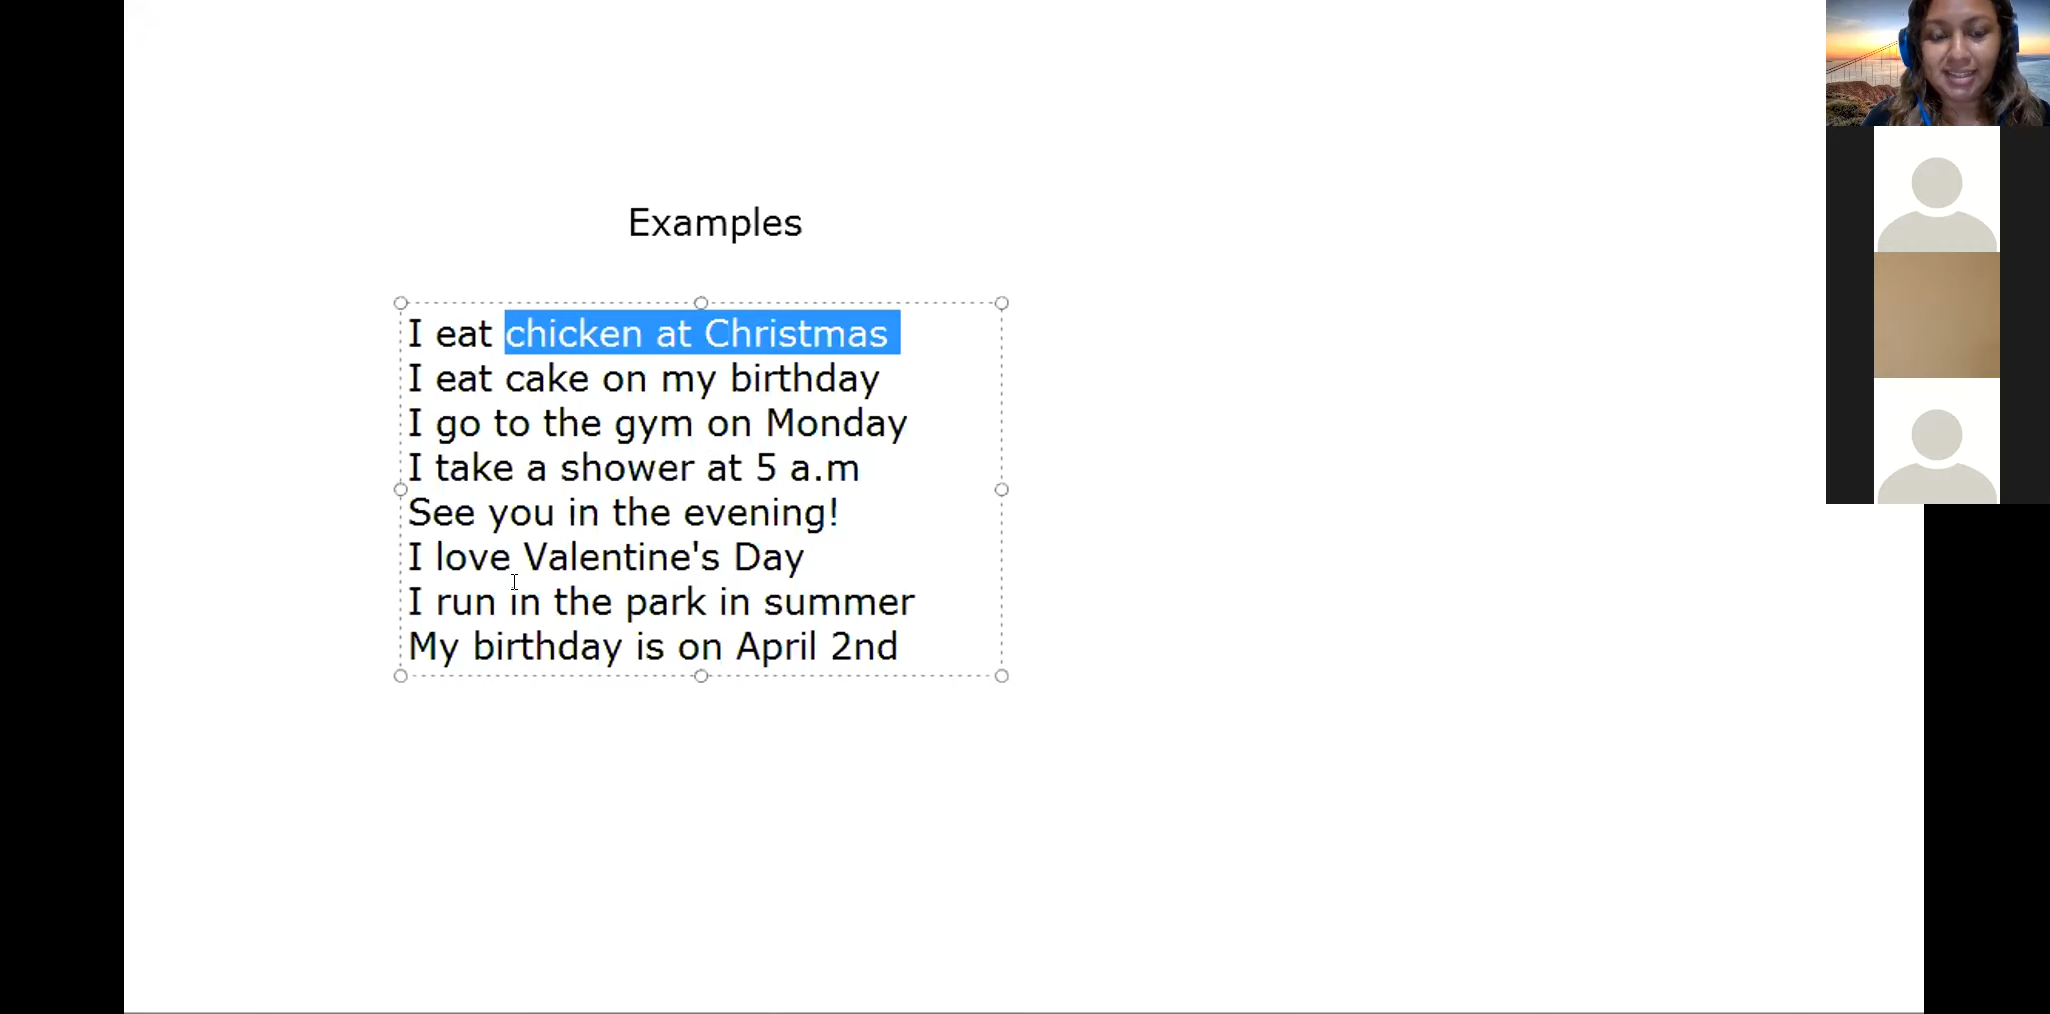 Examples
I eat chicken at Christmas
I eat cake on my birthday
I go to the gym on Monday
I take a shower at 5 a.m
See you in the evening!
I love Valentine's Day
I run in the park in summer
My birthday is on April 2nd